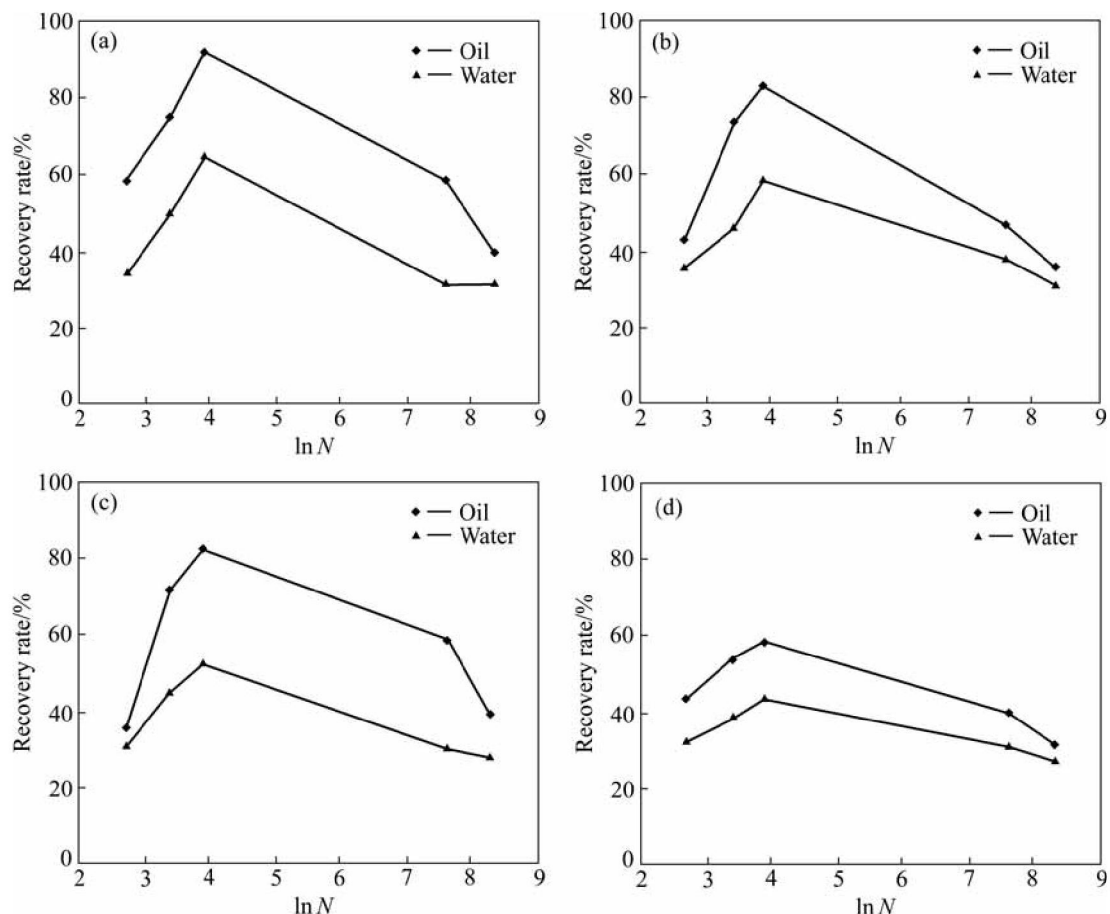 (a)
Oil
Water
Recovery rate/%
100
80
60
40
20
0
2 3 4 5 6 7 8 9
ln N
(b)
Oil
Water
Recovery rate/%
100
80
60
40
20
0
2 3 4 5 6 7 8 9
ln N
(c)
Oil
Water
Recovery rate/%
100
80
60
40
20
0
2 3 4 5 6 7 8 9
ln N
(d)
Oil
Water
Recovery rate/%
100
80
60
40
20
0
2 3 4 5 6 7 8 9
ln N